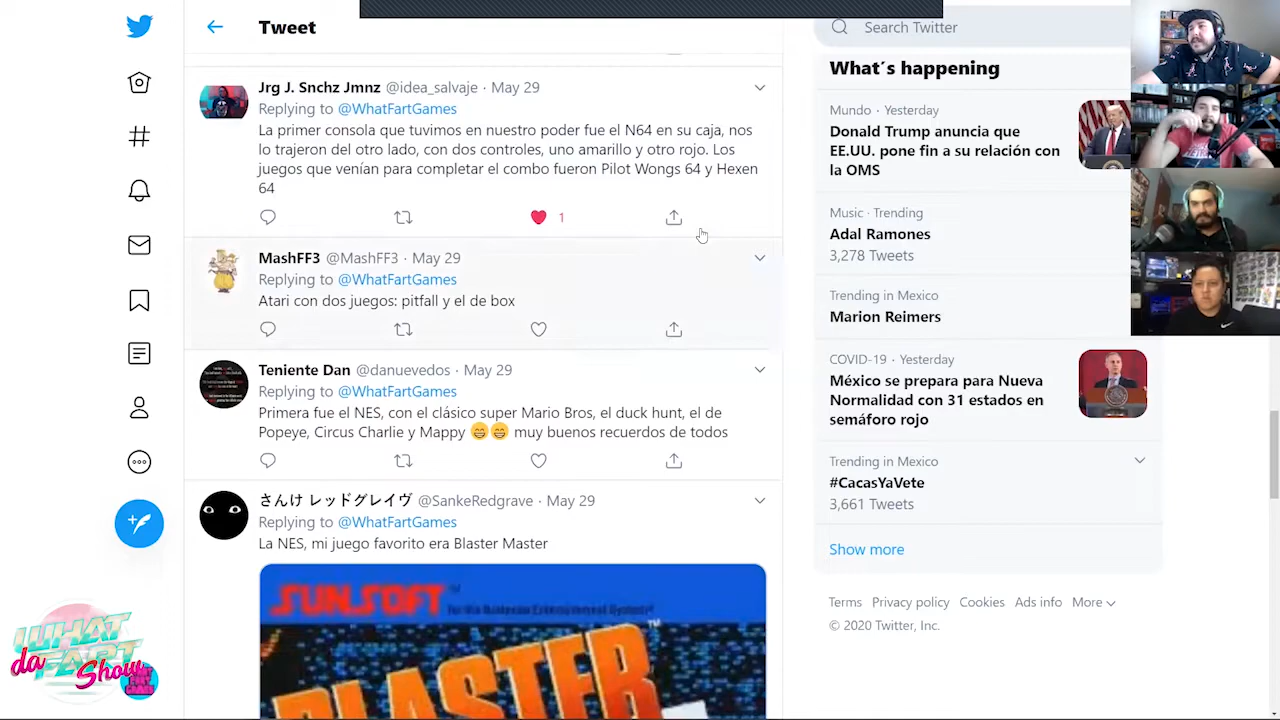 Tweet
Jrg J. Snchz Jmnz @idea_salvaje · May 29
Replying to @WhatFartGames
La primer consola que tuvimos en nuestro poder fue el N64 en su caja, nos
lo trajeron del otro lado, con dos controles, uno amarillo y otro rojo. Los
juegos que venían para completar el combo fueron Pilot Wongs 64 y Hexen
64
1
MashFF3 @MashFF3 · May 29
Replying to @WhatFartGames
Atari con dos juegos: pitfall y el de box
Teniente Dan @danuevedos · May 29
Replying to @WhatFartGames
Primera fue el NES, con el clásico super Mario Bros, el duck hunt, el de
Popeye, Circus Charlie y Mappy 😁😁 muy buenos recuerdos de todos
さんけ レッドグレイヴ @SankeRedgrave · May 29
Replying to @WhatFartGames
La NES, mi juego favorito era Blaster Master
SUNSOFT™
for the Nintendo Entertainment System®
BLASTER™
Search Twitter
What's happening
Mundo · Yesterday
Donald Trump anuncia que
EE.UU. pone fin a su relación con
la OMS
Music · Trending
Adal Ramones
3,278 Tweets
Trending in Mexico
Marion Reimers
COVID-19 · Yesterday
México se prepara para Nueva
Normalidad con 31 estados en
semáforo rojo
Trending in Mexico
#CacasYaVete
3,661 Tweets
Show more
Terms Privacy policy Cookies Ads info More
© 2020 Twitter, Inc.
WHAT
da FART
Show